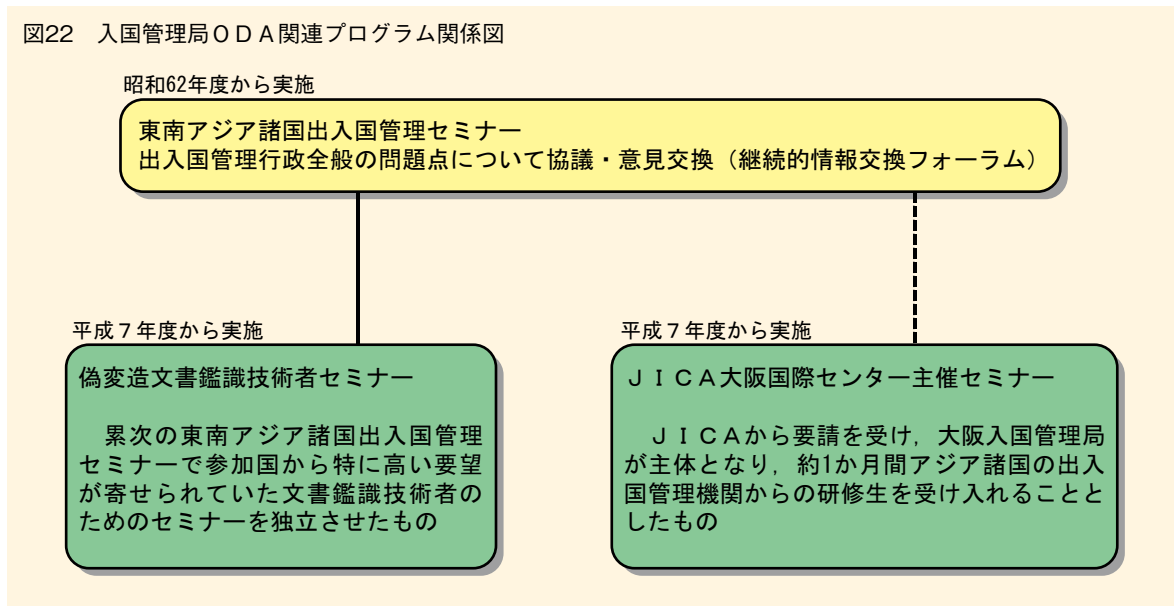 図22　入国管理局ＯＤＡ関連プログラム関係図
昭和62年度から実施
東南アジア諸国出入国管理セミナー
出入国管理行政全般の問題点について協議・意見交換（継続的情報交換フォーラム）
平成７年度から実施
偽変造文書鑑識技術者セミナー
累次の東南アジア諸国出入国管理
セミナーで参加国から特に高い要望
が寄せられていた文書鑑識技術者の
ためのセミナーを独立させたもの
平成７年度から実施
ＪＩＣＡ大阪国際センター主催セミナー
ＪＩＣＡから要請を受け，大阪入国管理局
が主体となり，約1か月間アジア諸国の出入
国管理機関からの研修生を受け入れることと
したもの